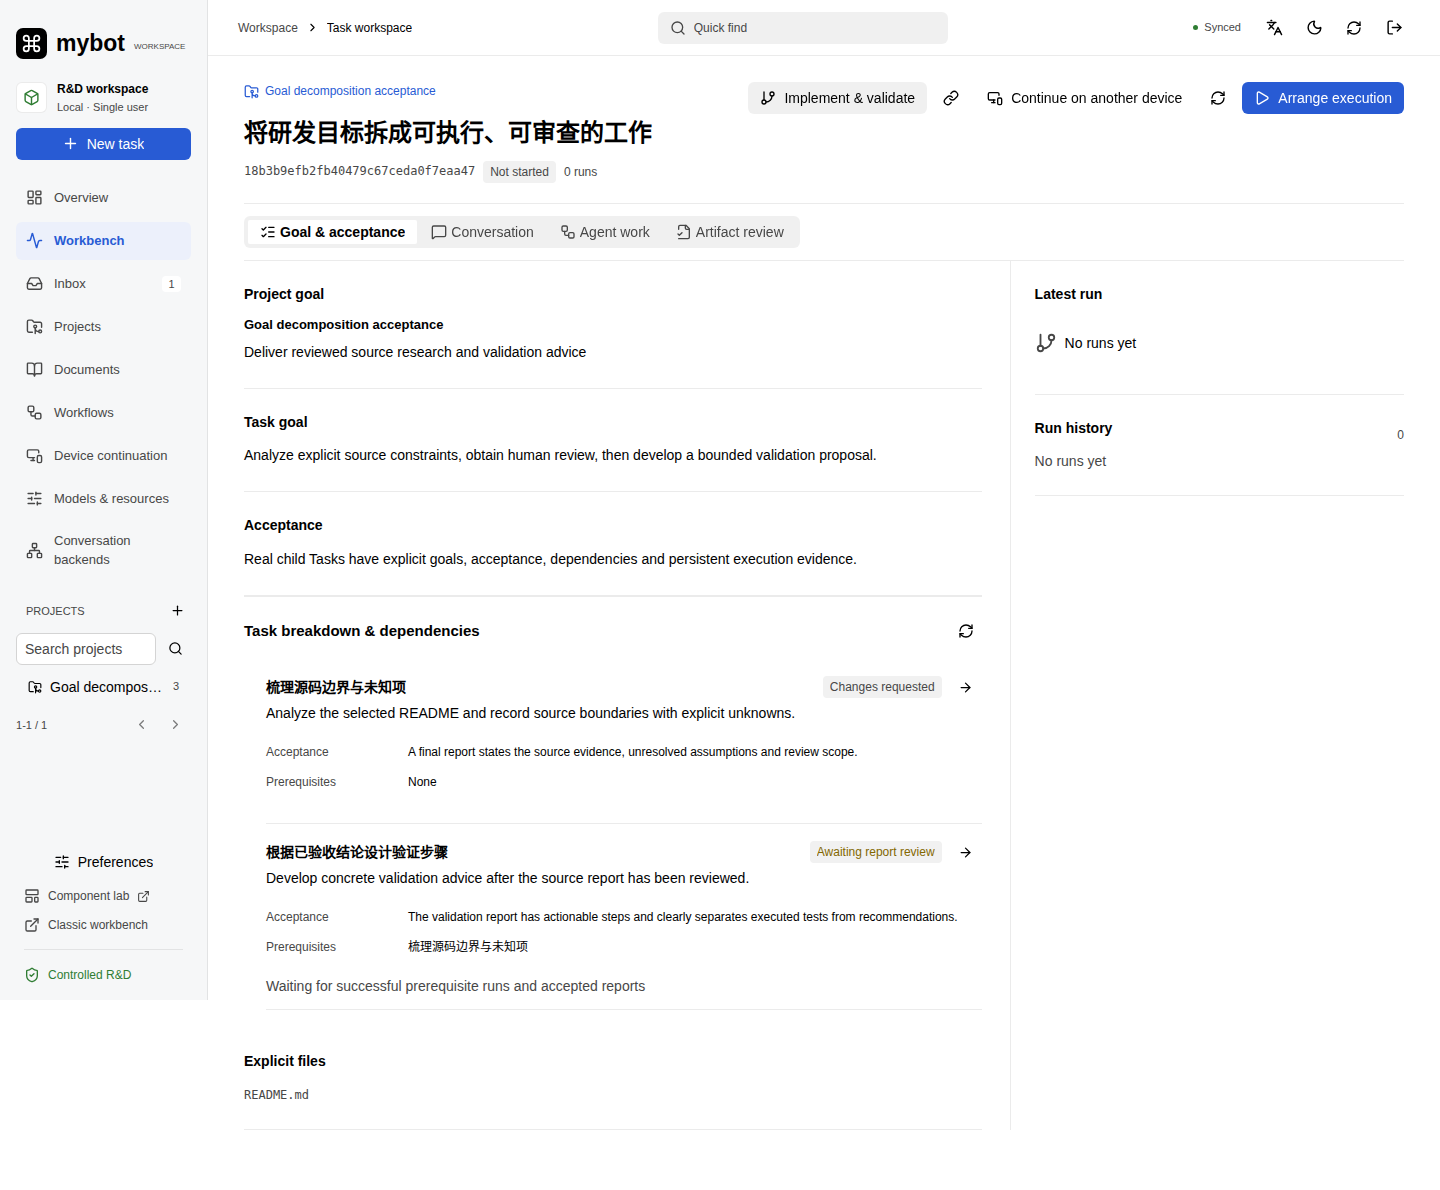 mybot WORKSPACE
R&D workspace
Local · Single user
New task
Overview
Workbench
Inbox 1
Projects
Documents
Workflows
Device continuation
Models & resources
Conversation
backends
PROJECTS
Search projects
Goal decompos… 3
1-1 / 1
Preferences
Component lab
Classic workbench
Controlled R&D
Workspace > Task workspace
Quick find
Synced
Goal decomposition acceptance
Implement & validate
Continue on another device
Arrange execution
将研发目标拆成可执行、可审查的工作
18b3b9efb2fb40479c67ceda0f7eaa47 Not started 0 runs
Goal & acceptance
Conversation
Agent work
Artifact review
Project goal
Goal decomposition acceptance
Deliver reviewed source research and validation advice
Task goal
Analyze explicit source constraints, obtain human review, then develop a bounded validation proposal.
Acceptance
Real child Tasks have explicit goals, acceptance, dependencies and persistent execution evidence.
Task breakdown & dependencies
梳理源码边界与未知项 Changes requested
Analyze the selected README and record source boundaries with explicit unknowns.
Acceptance A final report states the source evidence, unresolved assumptions and review scope.
Prerequisites None
根据已验收结论设计验证步骤 Awaiting report review
Develop concrete validation advice after the source report has been reviewed.
Acceptance The validation report has actionable steps and clearly separates executed tests from recommendations.
Prerequisites 梳理源码边界与未知项
Waiting for successful prerequisite runs and accepted reports
Explicit files
README.md
Latest run
No runs yet
Run history 0
No runs yet